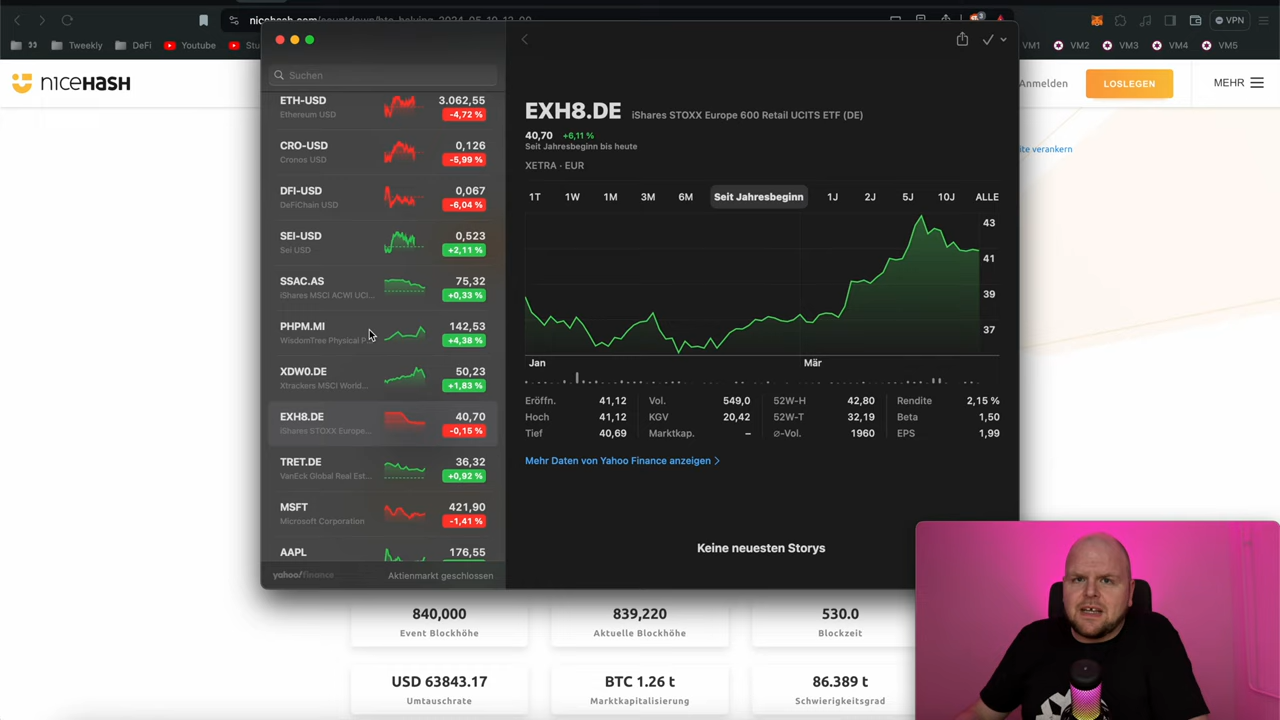 nicehash.com/countdown/btc-halving-2024-05-10-12-00
VPN
Tweekly
DeFi
Youtube
VM1
VM2
VM3
VM4
VM5
niceHASH
Anmelden
LOSLEGEN
MEHR
ite verankern
Suchen
ETH-USD 3.062,55
Ethereum USD -4,72 %
CRO-USD 0,126
Cronos USD -5,99 %
DFI-USD 0,067
DeFiChain USD -6,04 %
SEI-USD 0,523
Sei USD +2,11 %
SSAC.AS 75,32
iShares MSCI ACWI UCI... +0,33 %
PHPM.MI 142,53
WisdomTree Physical P... +4,38 %
XDW0.DE 50,23
Xtrackers MSCI World... +1,83 %
EXH8.DE 40,70
iShares STOXX Europe... -0,15 %
TRET.DE 36,32
VanEck Global Real Est... +0,92 %
MSFT 421,90
Microsoft Corporation -1,41 %
AAPL 176,55
yahoo!finance Aktienmarkt geschlossen
EXH8.DE iShares STOXX Europe 600 Retail UCITS ETF (DE)
40,70 +6,11 %
Seit Jahresbeginn bis heute
XETRA · EUR
1T 1W 1M 3M 6M Seit Jahresbeginn 1J 2J 5J 10J ALLE
43
41
39
37
Jan Mär
Eröffn. 41,12 Vol. 549,0 52W-H 42,80 Rendite 2,15 %
Hoch 41,12 KGV 20,42 52W-T 32,19 Beta 1,50
Tief 40,69 Marktkap. – ⌀-Vol. 1960 EPS 1,99
Mehr Daten von Yahoo Finance anzeigen
Keine neuesten Storys
840,000 839,220 530.0
Event Blockhöhe Aktuelle Blockhöhe Blockzeit
USD 63843.17 BTC 1.26 t 86.389 t
Umtauschrate Marktkapitalisierung Schwierigkeitsgrad